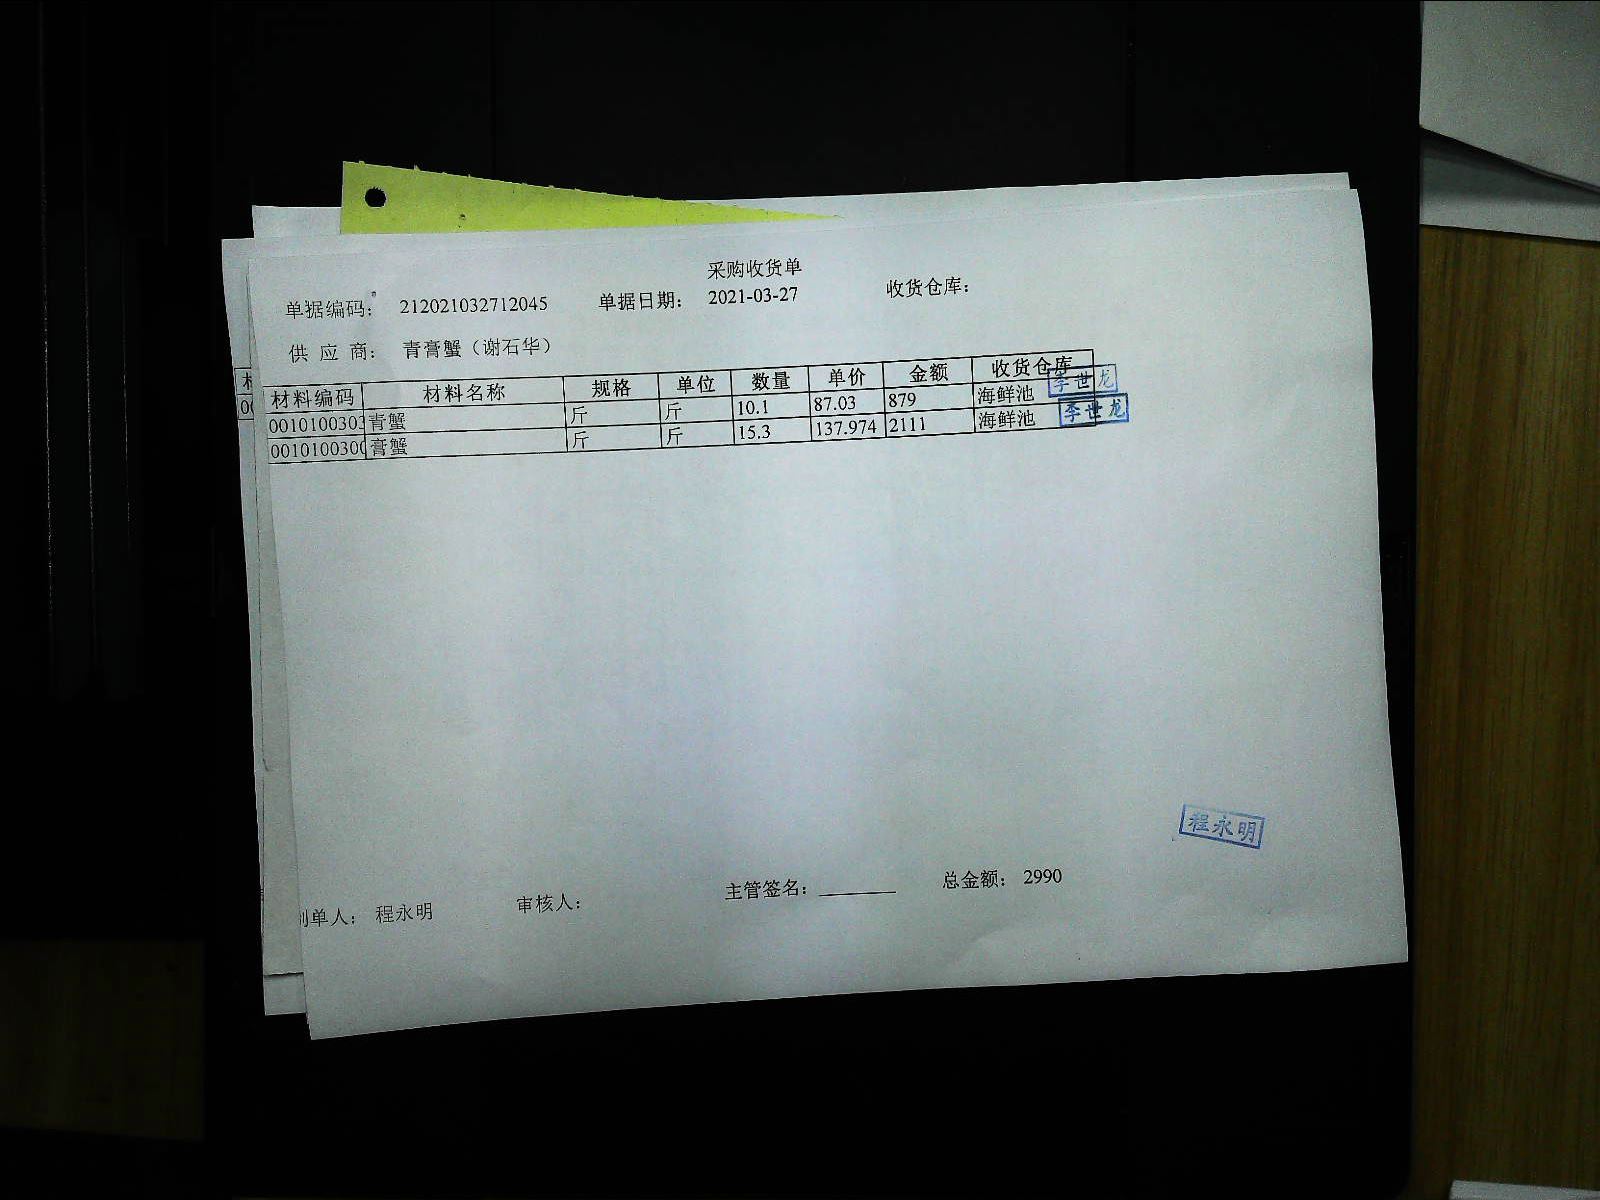 采购收货单
单据编码： 212021032712045 单据日期： 2021-03-27 收货仓库：
供 应 商： 青膏蟹（谢石华）
材料编码 材料名称 规格 单位 数量 单价 金额 收货仓库
0010100303 青蟹 斤 斤 10.1 87.03 879 海鲜池 李世龙
0010100300 膏蟹 斤 斤 15.3 137.974 2111 海鲜池 李世龙
程永明
制单人： 程永明 审核人： 主管签名： 总金额： 2990